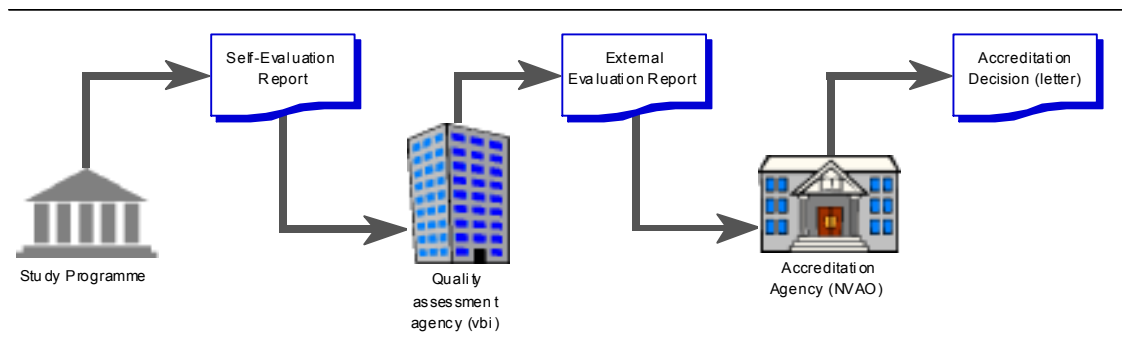 Self-Evaluation
Report
External
Evaluation Report
Accreditation
Decision (letter)
Study Programme
Quality
assessment
agency (vbi)
Accreditation
Agency (NVAO)